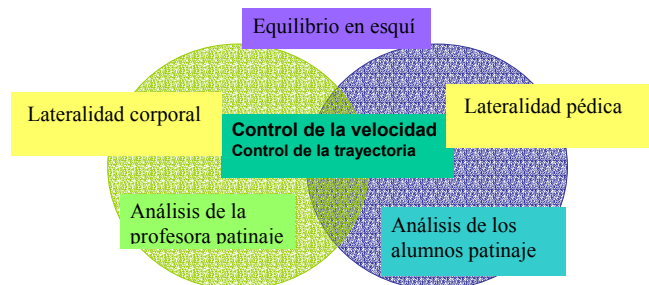 Equilibrio en esquí
Lateralidad corporal
Lateralidad pédica
Control de la velocidad
Control de la trayectoria
Análisis de la
profesora patinaje
Análisis de los
alumnos patinaje